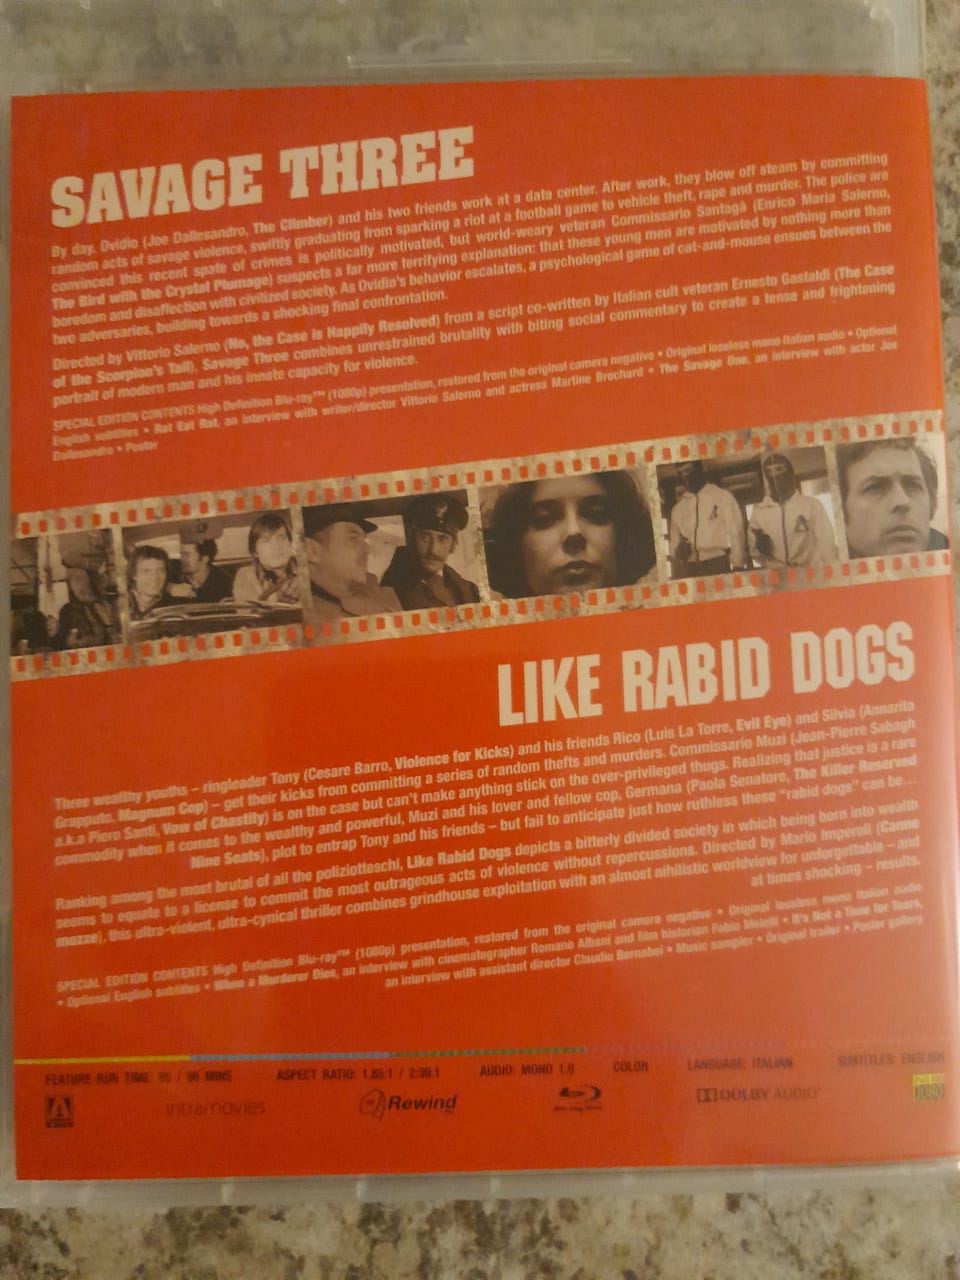 SAVAGE THREE
By day, Ovidio (Joe Dallesandro, The Climber) and his two friends work at a data center. After work, they blow off steam by committing
random acts of savage violence, swiftly graduating from sparking a riot at a football game to vehicle theft, rape and murder. The police are
convinced this recent spate of crimes is politically motivated, but world-weary veteran Commissario Santagà (Enrico Maria Salerno,
The Bird with the Crystal Plumage) suspects a far more terrifying explanation: that these young men are motivated by nothing more than
boredom and disaffection with civilized society. As Ovidio's behavior escalates, a psychological game of cat-and-mouse ensues between the
two adversaries, building towards a shocking final confrontation.
Directed by Vittorio Salerno (No, the Case is Happily Resolved) from a script co-written by Italian cult veteran Ernesto Gastaldi (The Case
of the Scorpion's Tail), Savage Three combines unrestrained brutality with biting social commentary to create a tense and frightening
portrait of modern man and his innate capacity for violence.
SPECIAL EDITION CONTENTS High Definition Blu-ray™ (1080p) presentation, restored from the original camera negative • Original lossless mono Italian audio • Optional
English subtitles • Rat Eat Rat, an interview with writer/director Vittorio Salerno and actress Martine Brochard • The Savage One, an interview with actor Joe
Dallesandro • Poster
LIKE RABID DOGS
Three wealthy youths – ringleader Tony (Cesare Barro, Violence for Kicks) and his friends Rico (Luis La Torre, Evil Eye) and Silvia (Annarita
Grapputo, Magnum Cop) – get their kicks from committing a series of random thefts and murders. Commissario Muzi (Jean-Pierre Sabagh
a.k.a Piero Santi, Vow of Chastity) is on the case but can't make anything stick on the over-privileged thugs. Realizing that justice is a rare
commodity when it comes to the wealthy and powerful, Muzi and his lover and fellow cop, Germana (Paola Senatore, The Killer Reserved
Nine Seats), plot to entrap Tony and his friends – but fail to anticipate just how ruthless these "rabid dogs" can be...
Ranking among the most brutal of all the poliziotteschi, Like Rabid Dogs depicts a bitterly divided society in which being born into wealth
seems to equate to a license to commit the most outrageous acts of violence without repercussions. Directed by Mario Imperoli (Canne
mozze), this ultra-violent, ultra-cynical thriller combines grindhouse exploitation with an almost nihilistic worldview for unforgettable – and
at times shocking – results.
SPECIAL EDITION CONTENTS High Definition Blu-ray™ (1080p) presentation, restored from the original camera negative • Original lossless mono Italian audio
• Optional English subtitles • When a Murderer Dies, an interview with cinematographer Romano Albani and film historian Fabio Melelli • It's Not a Time for Tears,
an interview with assistant director Claudio Bernabei • Music sampler • Original trailer • Poster gallery
FEATURE RUN TIME: 85 / 96 MINS ASPECT RATIO: 1.85:1 / 2:39.1 AUDIO: MONO 1.0 COLOR LANGUAGE: ITALIAN SUBTITLES: ENGLISH
intramovies Rewind DOLBY AUDIO 1080